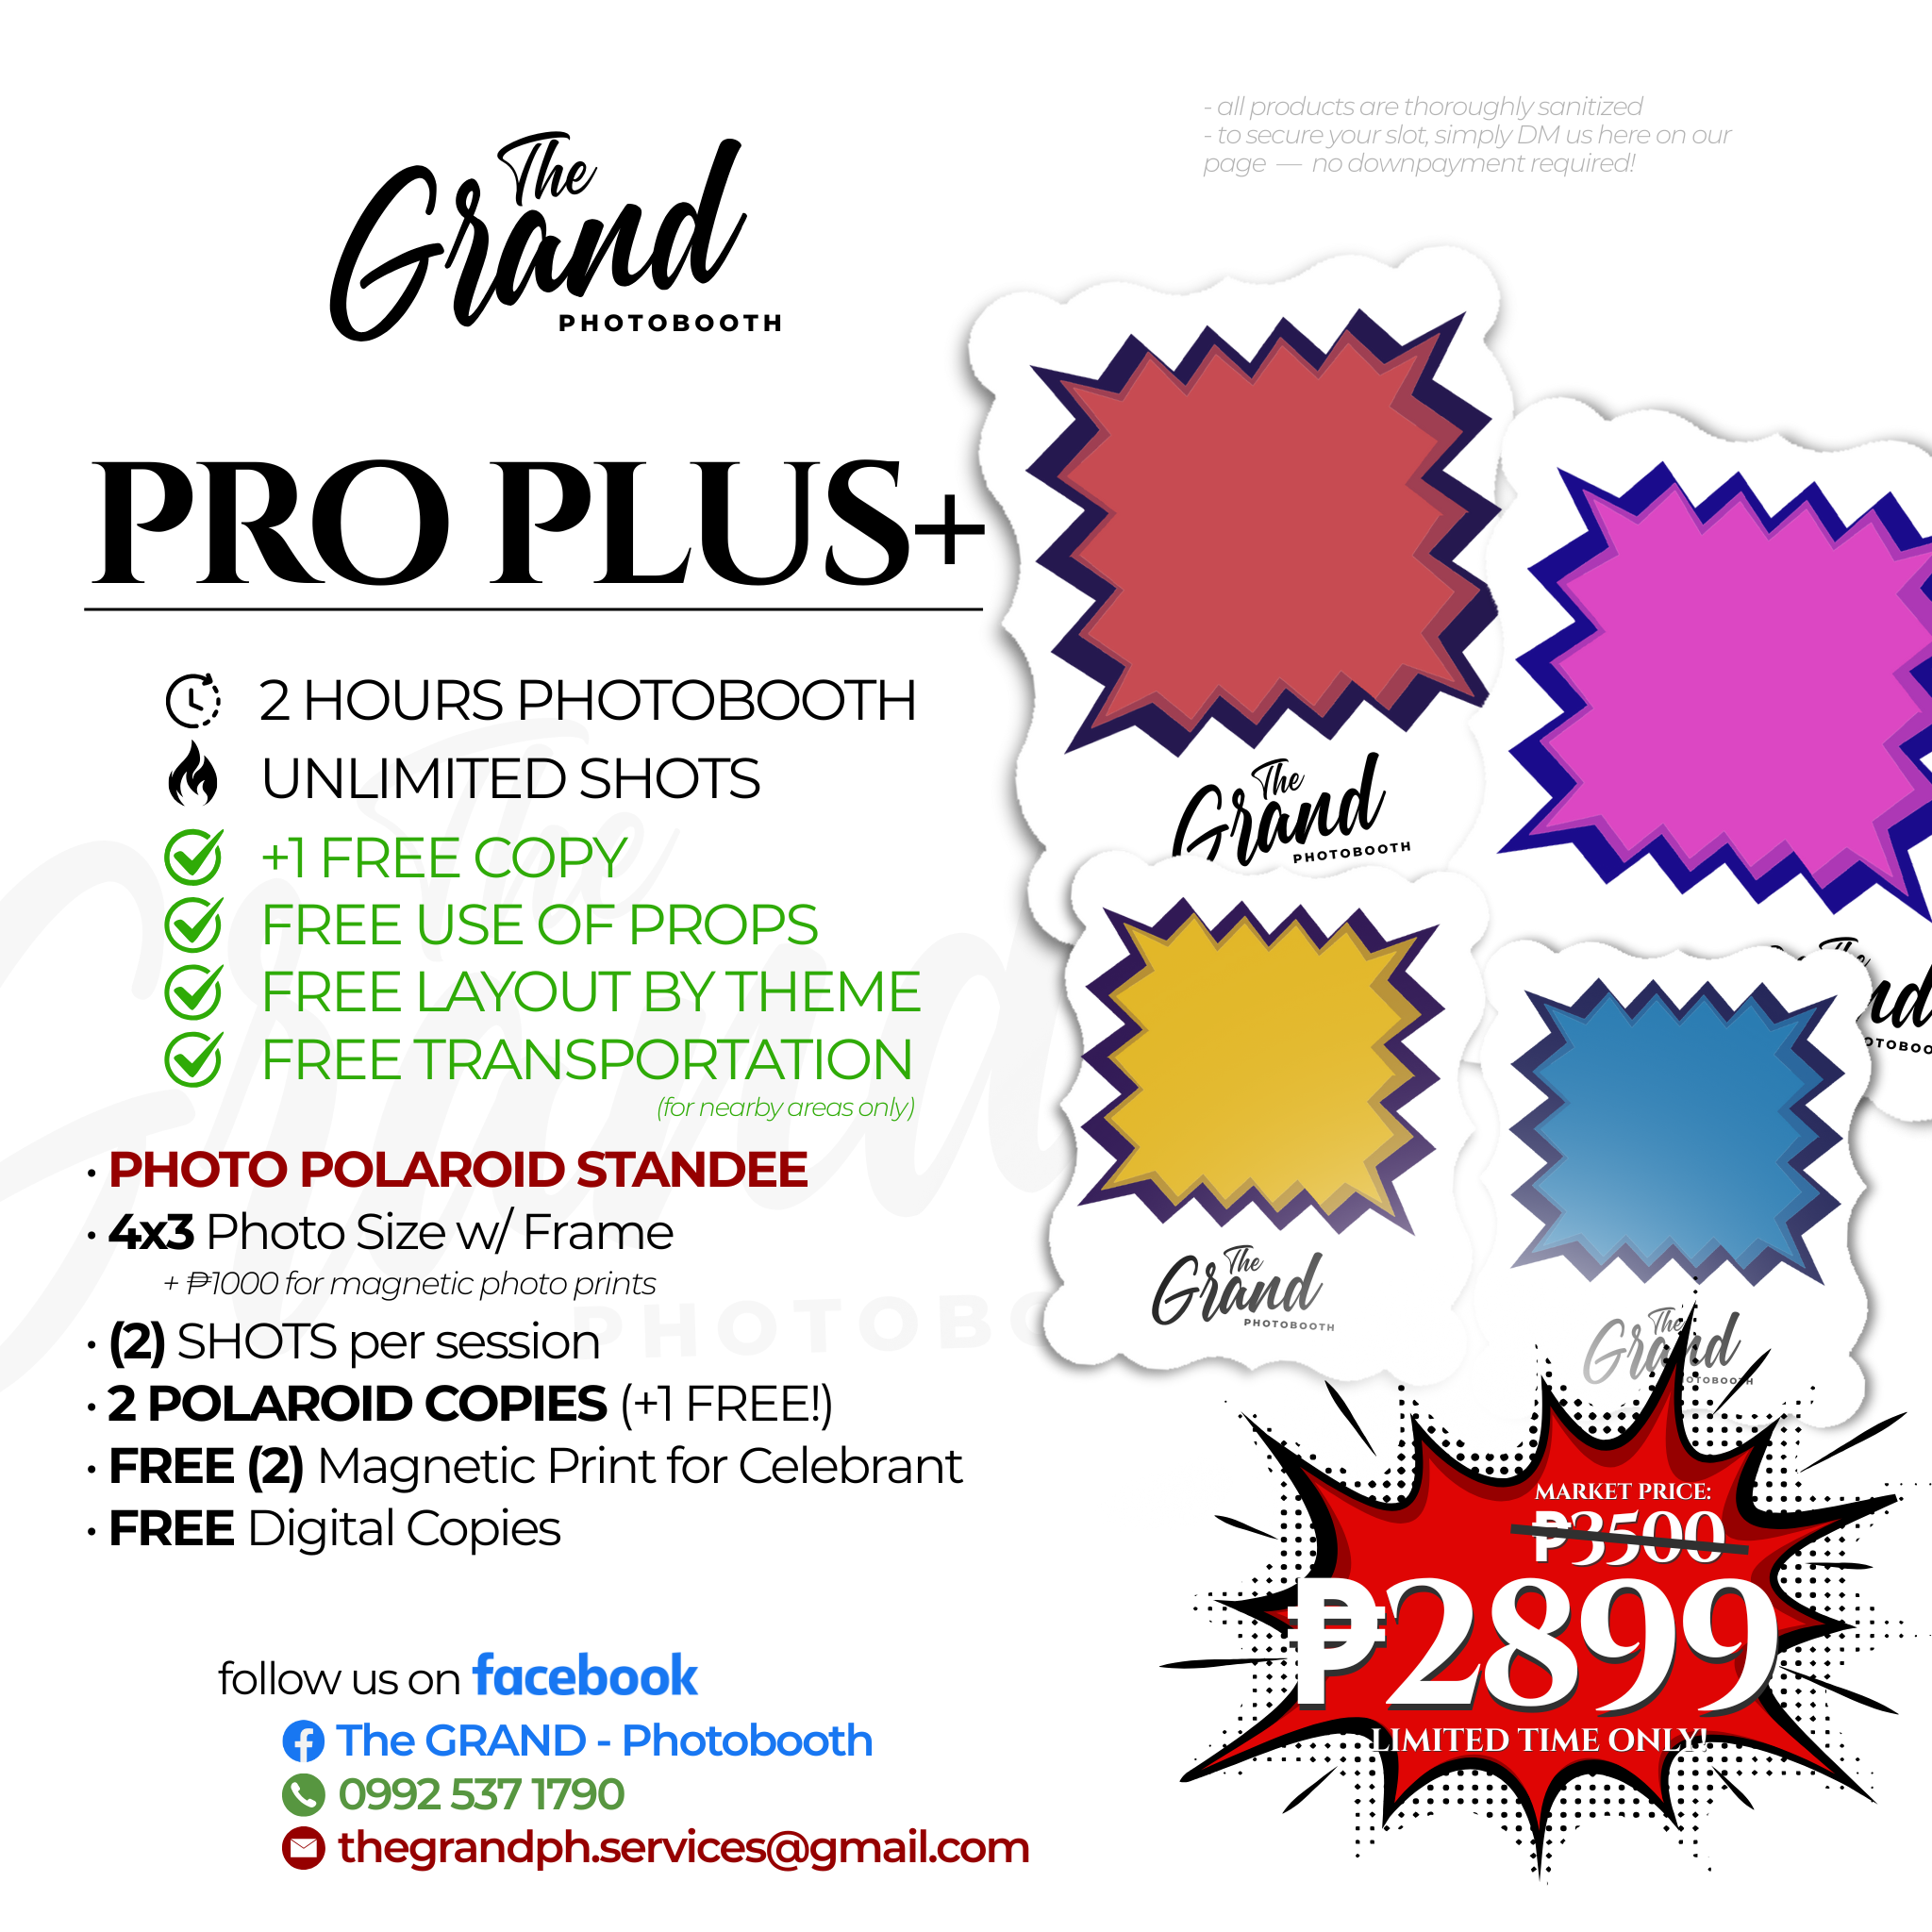 The
Grand
PHOTOBOOTH
- all products are thoroughly sanitized
- to secure your slot, simply DM us here on our
page — no downpayment required!
PRO PLUS+
2 HOURS PHOTOBOOTH
UNLIMITED SHOTS
+1 FREE COPY
FREE USE OF PROPS
FREE LAYOUT BY THEME
FREE TRANSPORTATION
(for nearby areas only)
· PHOTO POLAROID STANDEE
· 4x3 Photo Size w/ Frame
+ ₱1000 for magnetic photo prints
· (2) SHOTS per session
· 2 POLAROID COPIES (+1 FREE!)
· FREE (2) Magnetic Print for Celebrant
· FREE Digital Copies
follow us on facebook
The GRAND - Photobooth
0992 537 1790
thegrandph.services@gmail.com
The
Grand
PHOTOBOOTH
The
Grand
PHOTOBOOTH
The
Grand
MARKET PRICE:
₱3500
₱2899
LIMITED TIME ONLY!